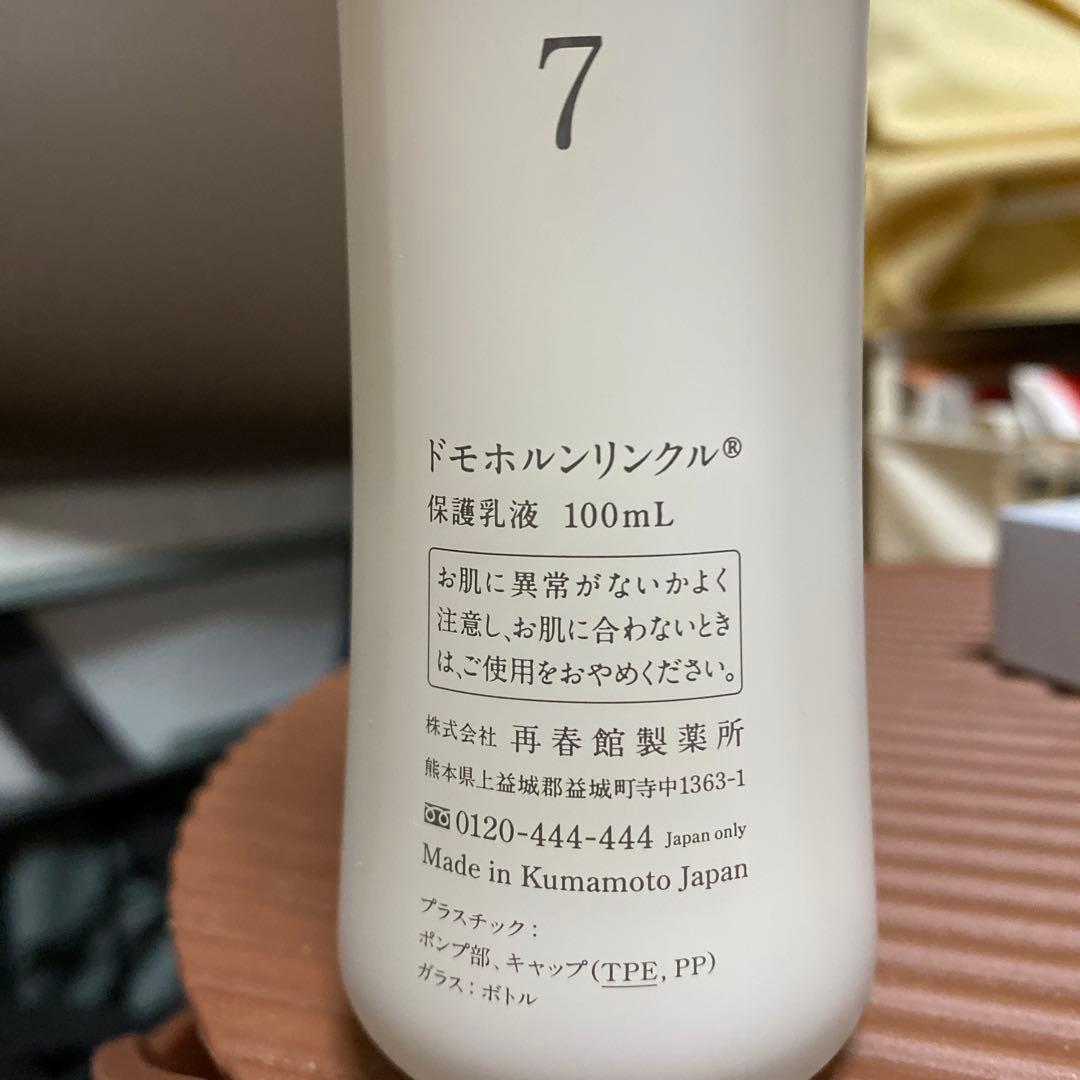 7
ドモホルンリンクル®
保護乳液 100mL
お肌に異常がないかよく
注意し、お肌に合わないとき
は、ご使用をおやめください。
株式会社 再春館製薬所
熊本県上益城郡益城町寺中1363-1
0120-444-444 Japan only
Made in Kumamoto Japan
プラスチック：
ポンプ部、キャップ(TPE, PP)
ガラス：ボトル